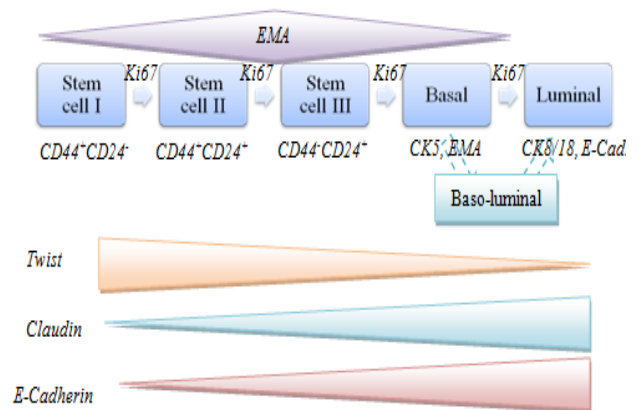 EMA
Ki67 Ki67 Ki67 Ki67
Stem cell I
Stem cell II
Stem cell III
Basal
Luminal
CD44⁺CD24⁻
CD44⁺CD24⁺
CD44⁻CD24⁺
CK5, EMA
CK8/18, E-Cad.
Baso-luminal
Twist
Claudin
E-Cadherin